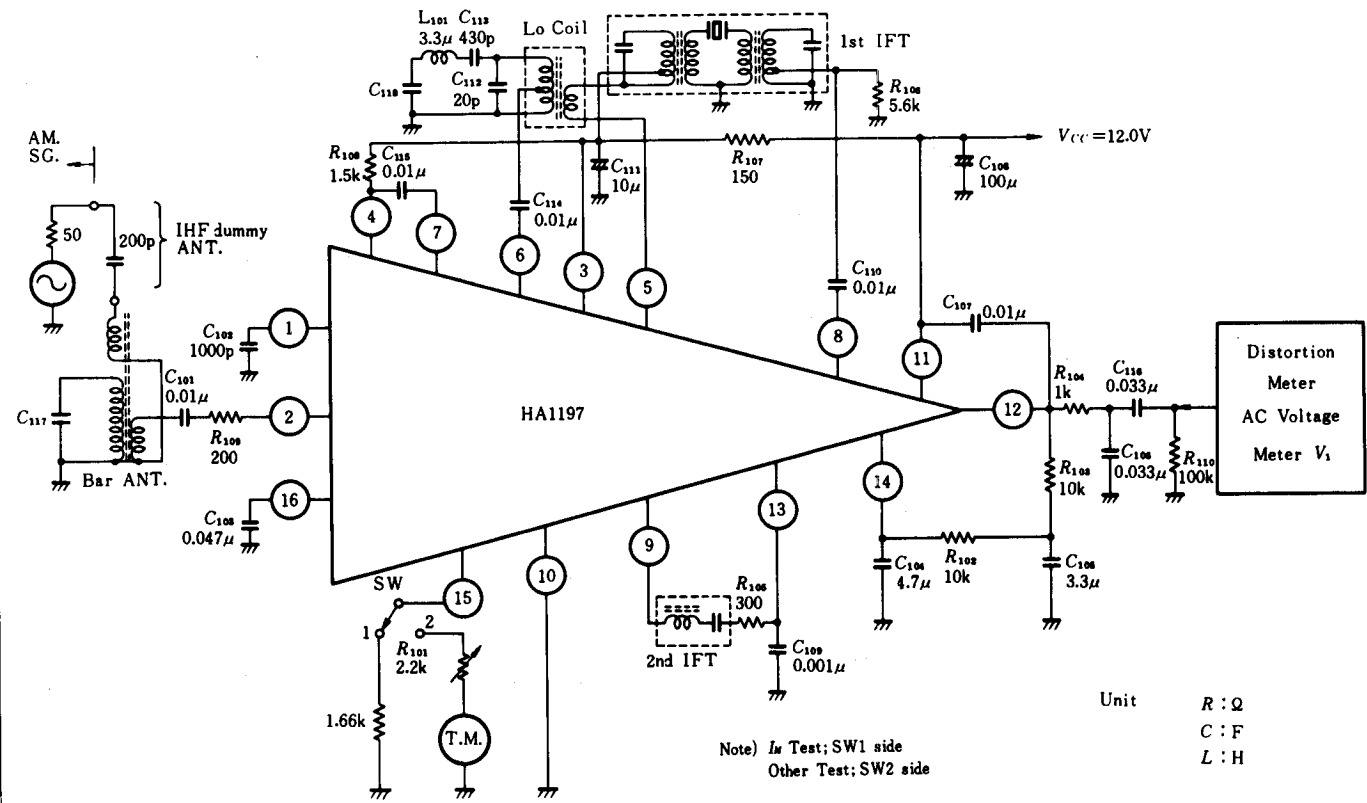 L101 C113
3.3μ 430p
Lo Coil
1st IFT
C118
C112
20p
R106
5.6k
AM.
SG.
R108
1.5k
C115
0.01μ
C111
10μ
R107
150
VCC=12.0V
C106
100μ
C114
0.01μ
50
200p
IHF dummy
ANT.
4
7
6
3
5
C110
0.01μ
C107
0.01μ
C102
1000p
1
8
11
C101
0.01μ
C117
R109
200
2
HA1197
12
R104
1k
C116
0.033μ
Distortion
Meter
AC Voltage
Meter V1
Bar ANT.
C108
0.033μ
R110
100k
R103
10k
16
C103
0.047μ
14
13
9
10
15
SW
1
2
R101
2.2k
1.66k
T.M.
R105
300
2nd IFT
C109
0.001μ
C104
4.7μ
R102
10k
C105
3.3μ
Note) IM Test; SW1 side
Other Test; SW2 side
Unit
R : Ω
C : F
L : H